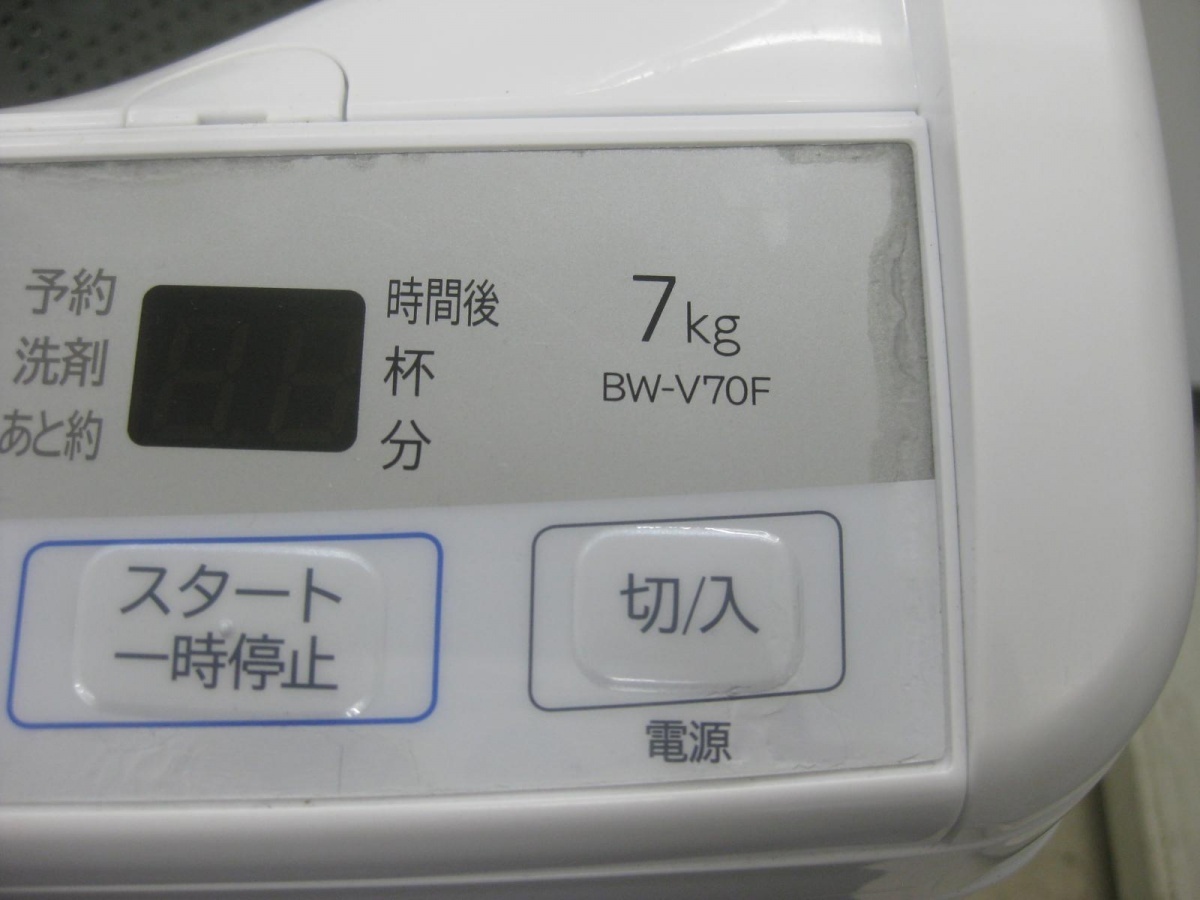 予約
洗剤
あと約
時間後
杯
分
7kg
BW-V70F
スタート
一時停止
切/入
電源